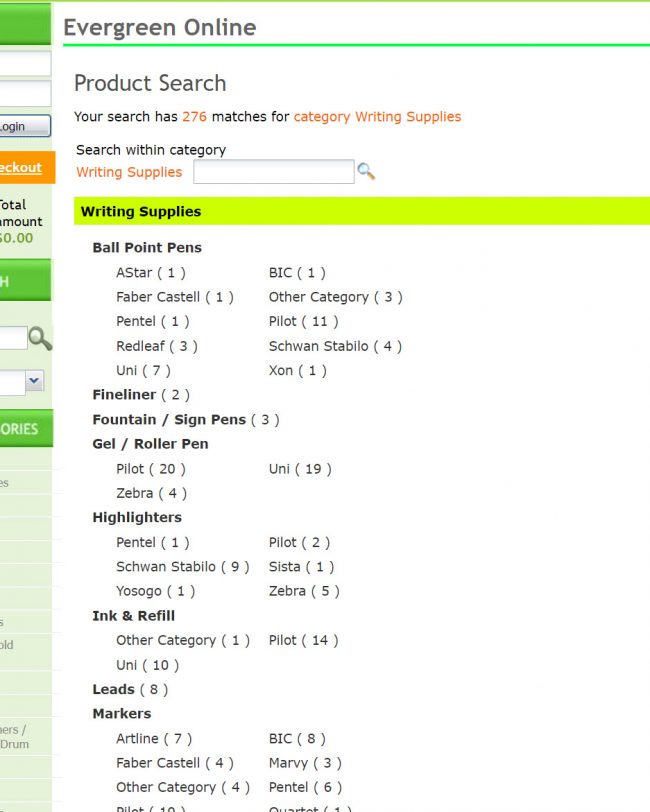 Evergreen Online
Product Search
Your search has 276 matches for category Writing Supplies
Login
Search within category
eckout
Writing Supplies
Total
amount
$0.00
Writing Supplies
Ball Point Pens
AStar ( 1 ) BIC ( 1 )
H
Faber Castell ( 1 ) Other Category ( 3 )
Pentel ( 1 ) Pilot ( 11 )
Redleaf ( 3 ) Schwan Stabilo ( 4 )
Uni ( 7 ) Xon ( 1 )
Fineliner ( 2 )
Fountain / Sign Pens ( 3 )
ORIES
Gel / Roller Pen
Pilot ( 20 ) Uni ( 19 )
es
Zebra ( 4 )
Highlighters
Pentel ( 1 ) Pilot ( 2 )
Schwan Stabilo ( 9 ) Sista ( 1 )
Yosogo ( 1 ) Zebra ( 5 )
Ink & Refill
s
Other Category ( 1 ) Pilot ( 14 )
old
Uni ( 10 )
Leads ( 8 )
Markers
ners /
Drum
Artline ( 7 ) BIC ( 8 )
Faber Castell ( 4 ) Marvy ( 3 )
Other Category ( 4 ) Pentel ( 6 )
Pilot ( 10 ) Quartet ( 1 )